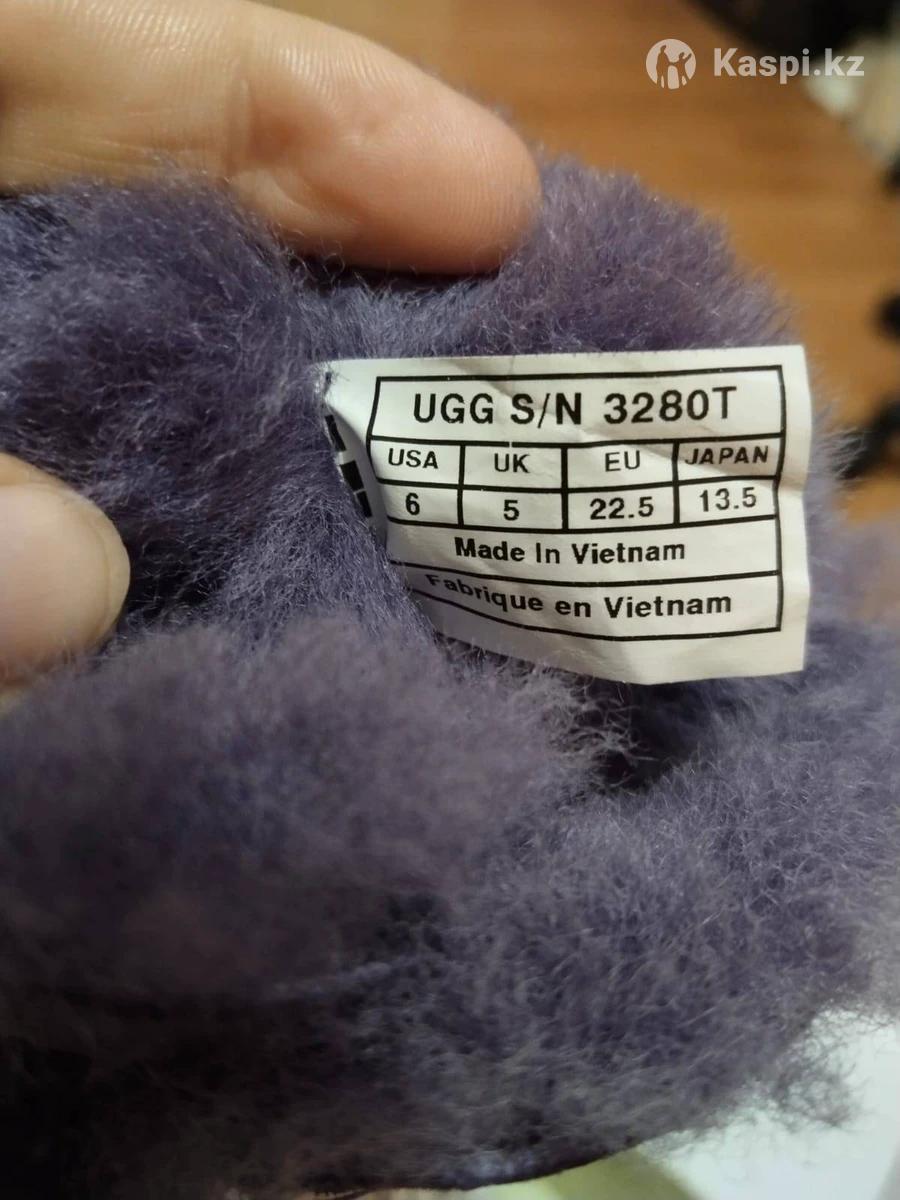 Kaspi.kz
UGG S/N 3280T
USA UK EU JAPAN
6 5 22.5 13.5
Made In Vietnam
Fabrique en Vietnam